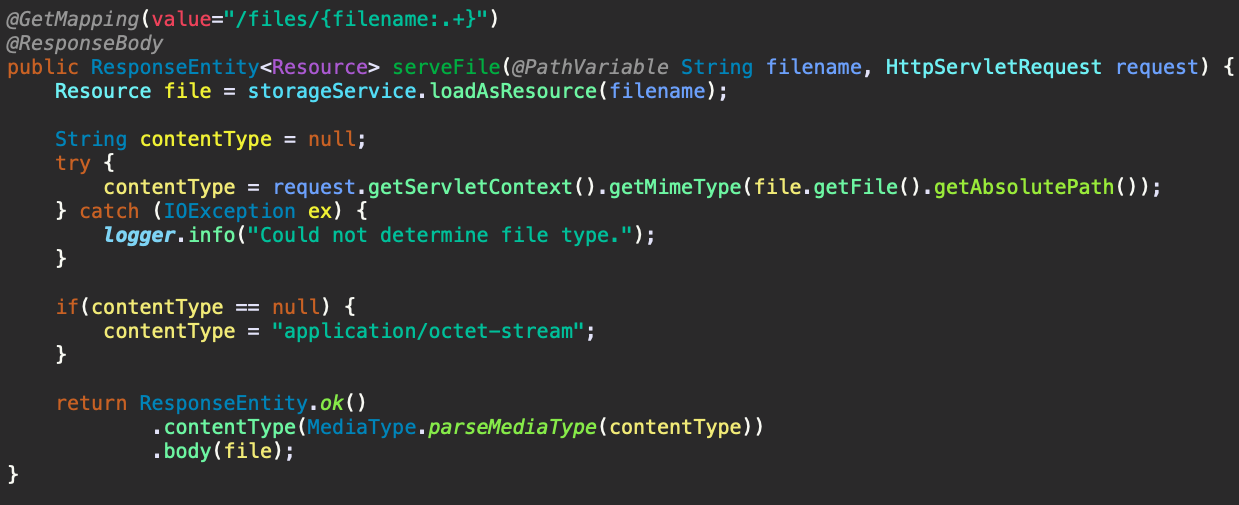 @GetMapping(value="/files/{filename:.+}")
@ResponseBody
public ResponseEntity<Resource> serveFile(@PathVariable String filename, HttpServletRequest request) {
    Resource file = storageService.loadAsResource(filename);

    String contentType = null;
    try {
        contentType = request.getServletContext().getMimeType(file.getFile().getAbsolutePath());
    } catch (IOException ex) {
        logger.info("Could not determine file type.");
    }

    if(contentType == null) {
        contentType = "application/octet-stream";
    }

    return ResponseEntity.ok()
            .contentType(MediaType.parseMediaType(contentType))
            .body(file);
}